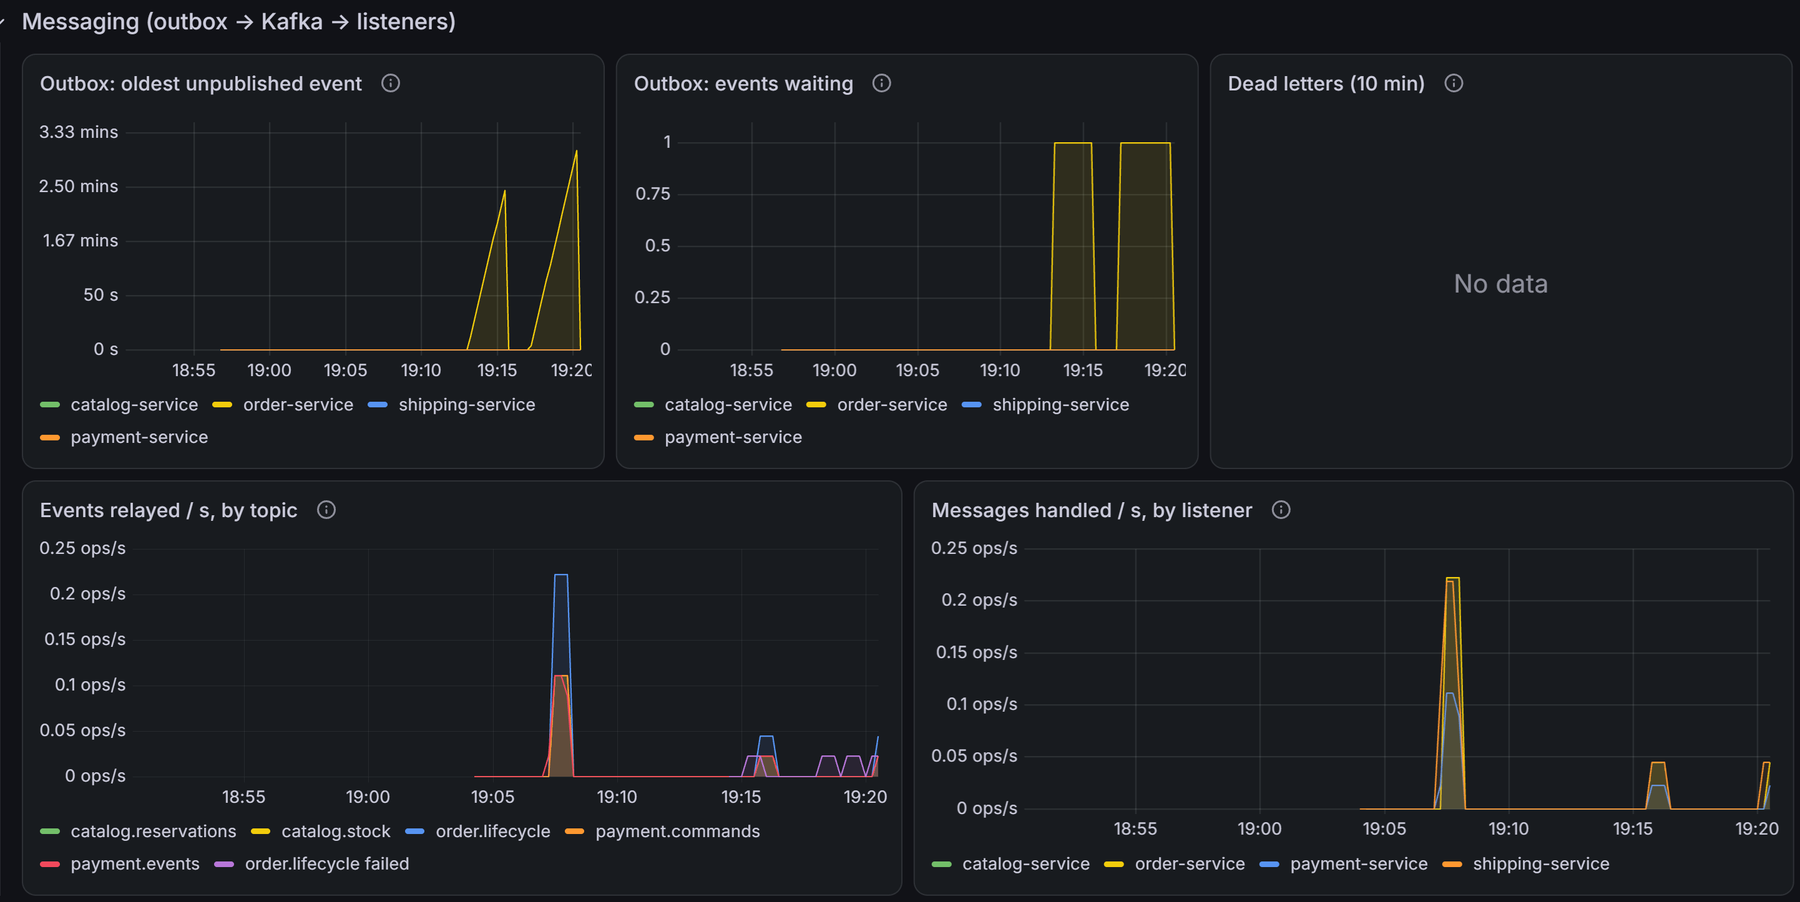 Messaging (outbox → Kafka → listeners)
Outbox: oldest unpublished event
3.33 mins
2.50 mins
1.67 mins
50 s
0 s
18:55 19:00 19:05 19:10 19:15 19:20
catalog-service order-service shipping-service
payment-service
Outbox: events waiting
1
0.75
0.5
0.25
0
18:55 19:00 19:05 19:10 19:15 19:20
catalog-service order-service shipping-service
payment-service
Dead letters (10 min)
No data
Events relayed / s, by topic
0.25 ops/s
0.2 ops/s
0.15 ops/s
0.1 ops/s
0.05 ops/s
0 ops/s
18:55 19:00 19:05 19:10 19:15 19:20
catalog.reservations catalog.stock order.lifecycle payment.commands
payment.events order.lifecycle failed
Messages handled / s, by listener
0.25 ops/s
0.2 ops/s
0.15 ops/s
0.1 ops/s
0.05 ops/s
0 ops/s
18:55 19:00 19:05 19:10 19:15 19:20
catalog-service order-service payment-service shipping-service